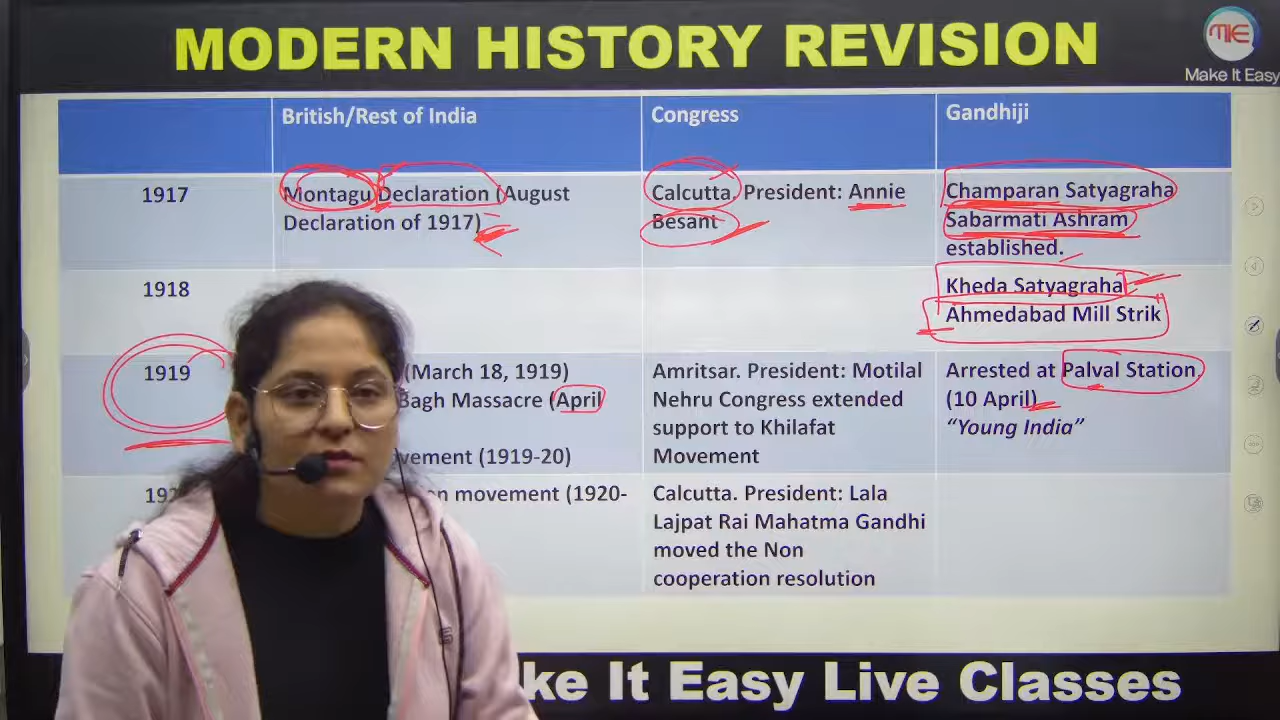 MODERN HISTORY REVISION
MIE
Make It Easy
British/Rest of India
Congress
Gandhiji
1917
Montagu Declaration (August
Declaration of 1917)
Calcutta. President: Annie
Besant
Champaran Satyagraha
Sabarmati Ashram
established.
1918
Kheda Satyagraha
Ahmedabad Mill Strik
1919
(March 18, 1919)
Bagh Massacre (April
vement (1919-20)
Amritsar. President: Motilal
Nehru Congress extended
support to Khilafat
Movement
Arrested at Palval Station
(10 April)
“Young India”
movement (1920-
Calcutta. President: Lala
Lajpat Rai Mahatma Gandhi
moved the Non
cooperation resolution
ke It Easy Live Classes